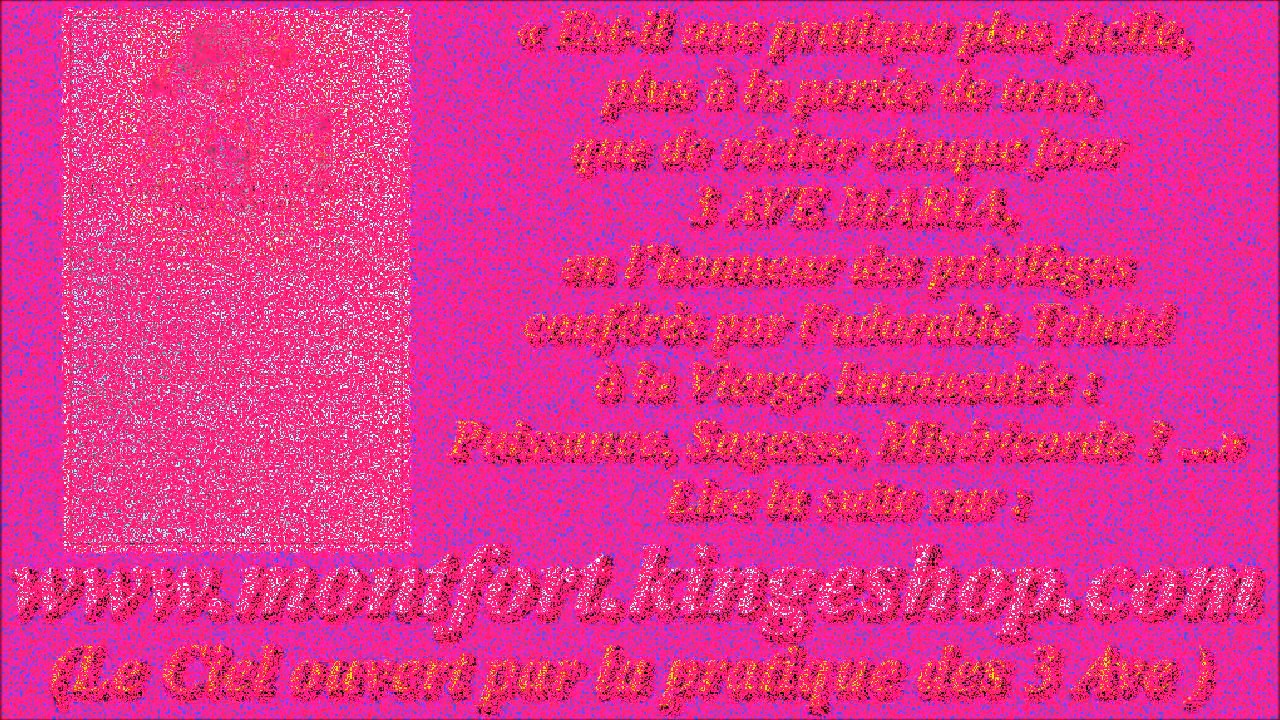 « Est-il une pratique plus facile,
plus à la portée de tous,
que de réciter chaque jour
3 AVE MARIA,
en l'honneur des privilèges
conférés par l'adorable Trinité
à la Vierge Immaculée :
Puissance, Sagesse, Miséricorde ? ...»
Lire la suite sur :
www.montfort.kingeshop.com
(Le Ciel ouvert par la pratique des 3 Ave )